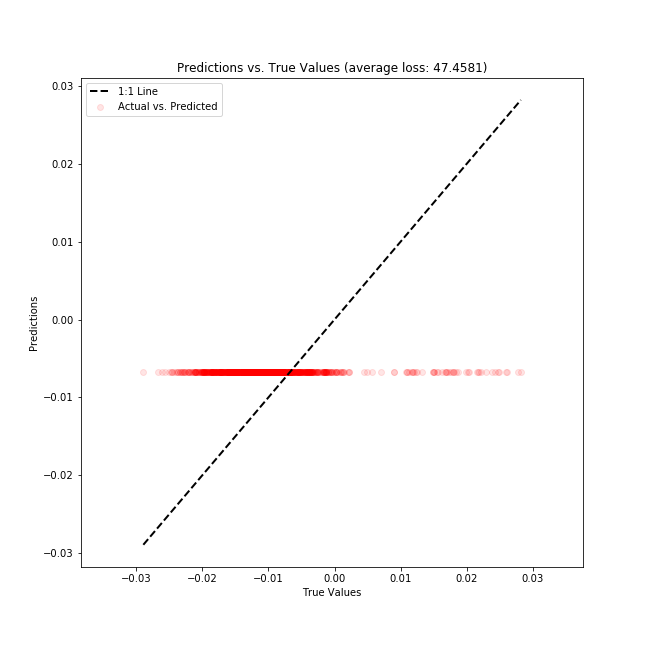 Predictions vs. True Values (average loss: 47.4581)
0.03
1:1 Line
Actual vs. Predicted
0.02
0.01
0.00
Predictions
−0.01
−0.02
−0.03
−0.03 −0.02 −0.01 0.00 0.01 0.02 0.03
True Values